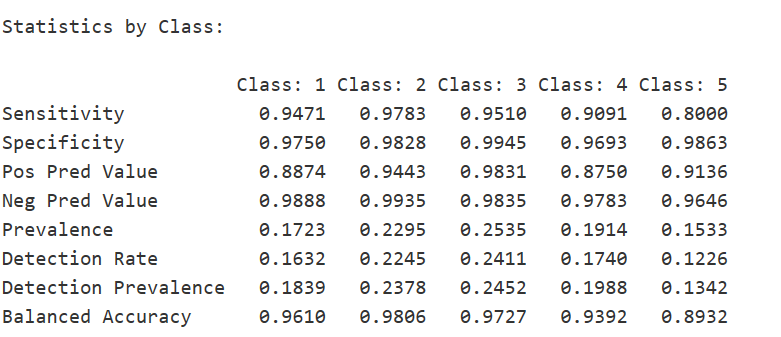 Statistics by Class:
                     Class: 1 Class: 2 Class: 3 Class: 4 Class: 5
Sensitivity            0.9471   0.9783   0.9510   0.9091   0.8000
Specificity            0.9750   0.9828   0.9945   0.9693   0.9863
Pos Pred Value         0.8874   0.9443   0.9831   0.8750   0.9136
Neg Pred Value         0.9888   0.9935   0.9835   0.9783   0.9646
Prevalence             0.1723   0.2295   0.2535   0.1914   0.1533
Detection Rate         0.1632   0.2245   0.2411   0.1740   0.1226
Detection Prevalence   0.1839   0.2378   0.2452   0.1988   0.1342
Balanced Accuracy      0.9610   0.9806   0.9727   0.9392   0.8932